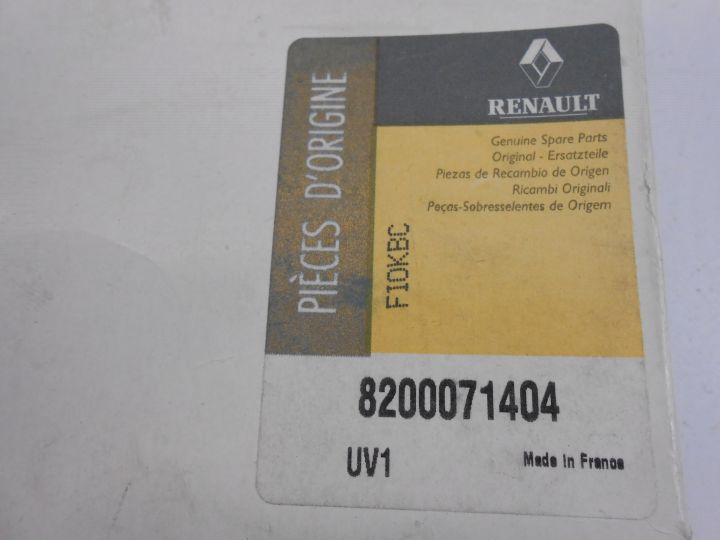 RENAULT
PIÈCES D'ORIGINE
Genuine Spare Parts
Original - Ersatzteile
Piezas de Recambio de Origen
Ricambi Originali
Peças-Sobresselentes de Origem
F10KBC
8200071404
UV1
Made In France